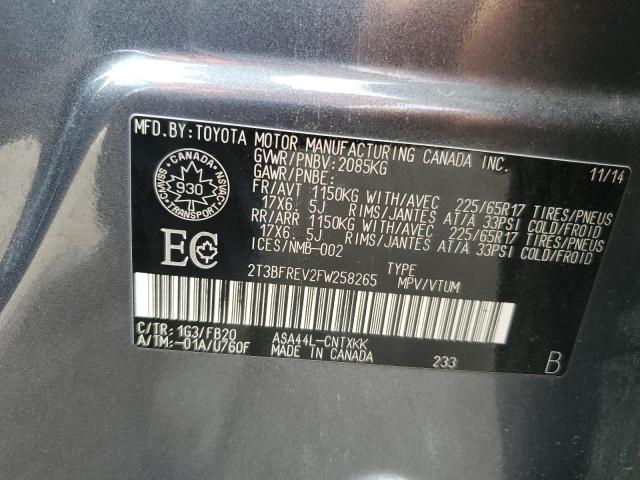 MFD.BY:TOYOTA MOTOR MANUFACTURING CANADA INC.
GVWR/PNBV:2085KG 11/14
GAWR/PNBE:
FR/AVT 1150KG WITH/AVEC 225/65R17 TIRES/PNEUS
17X6.5J RIMS/JANTES AT/A 33PSI COLD/FROID
RR/ARR 1150KG WITH/AVEC 225/65R17 TIRES/PNEUS
17X6.5J RIMS/JANTES AT/A 33PSI COLD/FROID
ICES/NMB-002
CANADA
CMVSS NSVAC
930
TRANSPORT
EC
2T3BFREV2FW258265 TYPE
MPV/VTUM
C/TR:1G3/FB20 ASA44L-CNTXKK
A/TM:-01A/U760F MADE IN CANADA 233 B